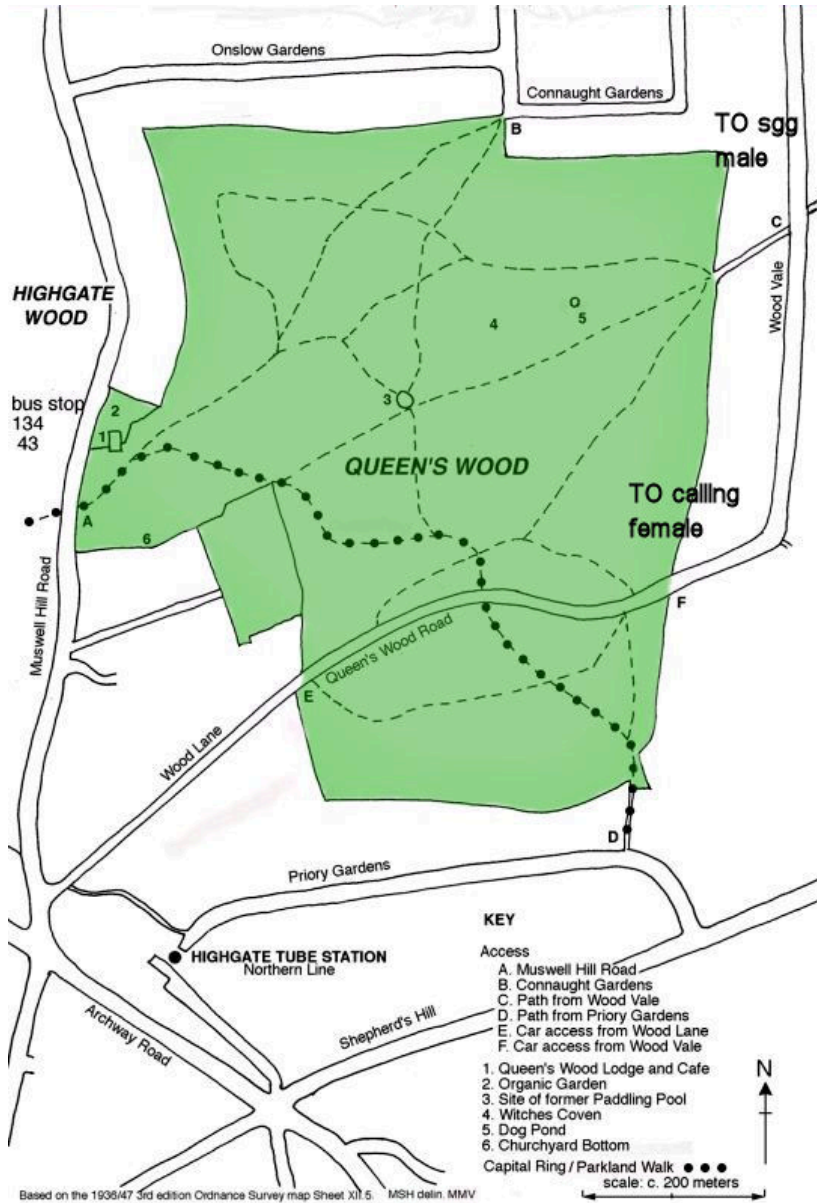 Onslow Gardens
Connaught Gardens
B
TO sgg
male
C
Wood Vale
HIGHGATE
WOOD
4
5
bus stop
134
43
2
1
3
QUEEN'S WOOD
TO calling
female
A
6
Muswell Hill Road
F
Queen's Wood Road
E
Wood Lane
D
Priory Gardens
HIGHGATE TUBE STATION
Northern Line
Archway Road
Shepherd's Hill
KEY
Access
A. Muswell Hill Road
B. Connaught Gardens
C. Path from Wood Vale
D. Path from Priory Gardens
E. Car access from Wood Lane
F. Car access from Wood Vale
1. Queen's Wood Lodge and Cafe
2. Organic Garden
3. Site of former Paddling Pool
4. Witches Coven
5. Dog Pond
6. Churchyard Bottom
Capital Ring / Parkland Walk
N
scale: c. 200 meters
Based on the 1936/47 3rd edition Ordnance Survey map Sheet XII.5. MSH delin. MMV